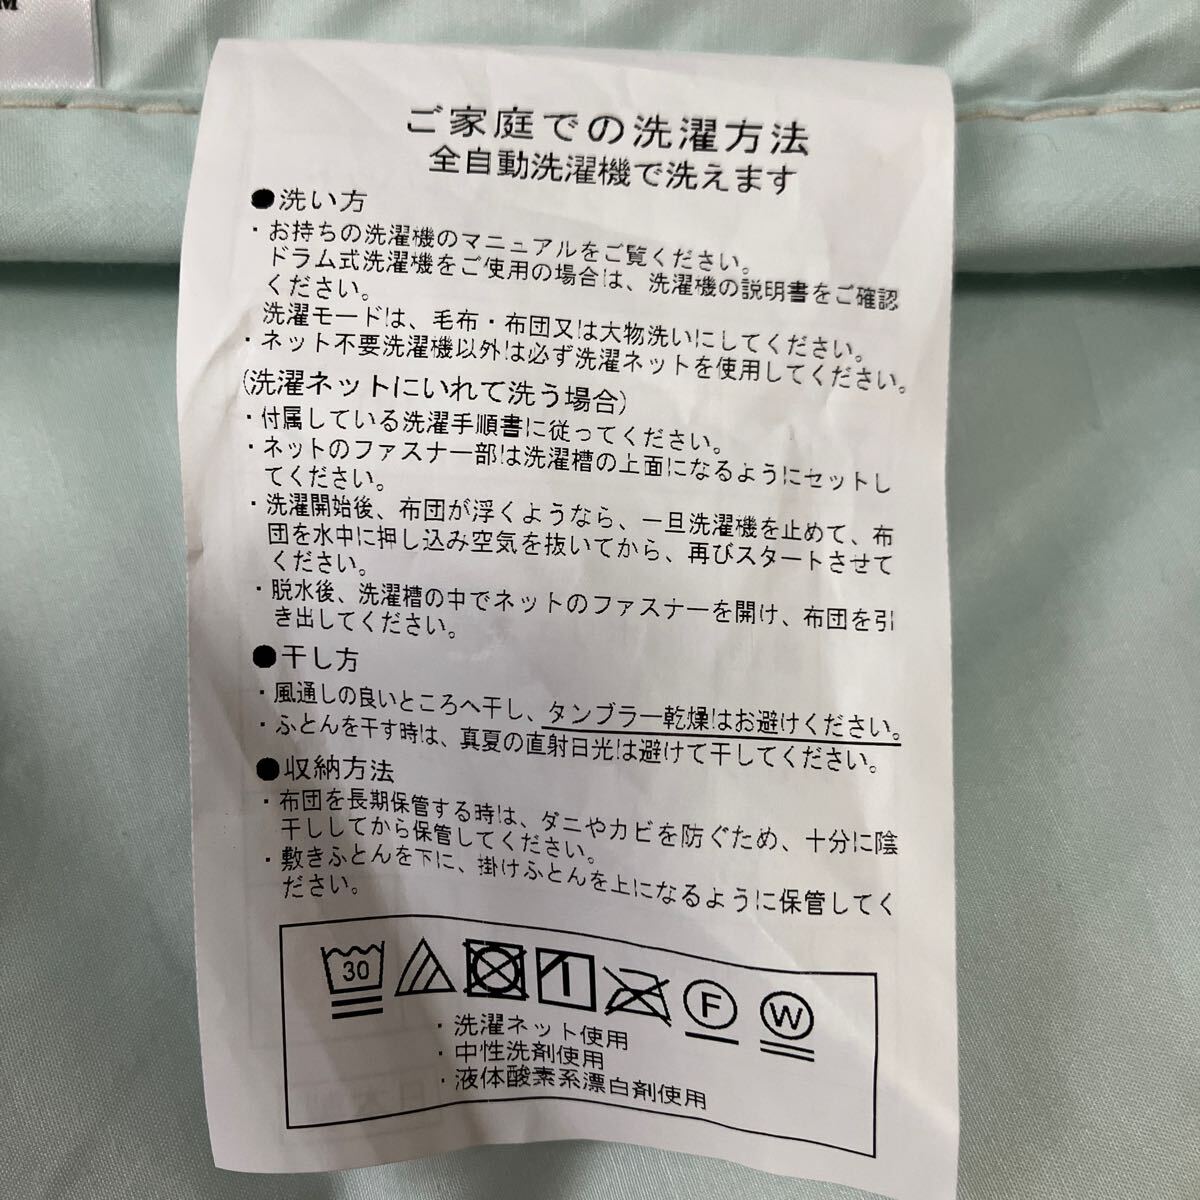 M
ご家庭での洗濯方法
全自動洗濯機で洗えます
●洗い方
・お持ちの洗濯機のマニュアルをご覧ください。
ドラム式洗濯機をご使用の場合は、洗濯機の説明書をご確認
ください。
洗濯モードは、毛布・布団又は大物洗いにしてください。
・ネット不要洗濯機以外は必ず洗濯ネットを使用してください。
(洗濯ネットにいれて洗う場合)
・付属している洗濯手順書に従ってください。
・ネットのファスナー部は洗濯槽の上面になるようにセットし
てください。
・洗濯開始後、布団が浮くようなら、一旦洗濯機を止めて、布
団を水中に押し込み空気を抜いてから、再びスタートさせて
ください。
・脱水後、洗濯槽の中でネットのファスナーを開け、布団を引
き出してください。
●干し方
・風通しの良いところへ干し、タンブラー乾燥はお避けください。
・ふとんを干す時は、真夏の直射日光は避けて干してください。
●収納方法
・布団を長期保管する時は、ダニやカビを防ぐため、十分に陰
干ししてから保管してください。
・敷きふとんを下に、掛けふとんを上になるように保管してく
ださい。
30 F W
・洗濯ネット使用
・中性洗剤使用
・液体酸素系漂白剤使用